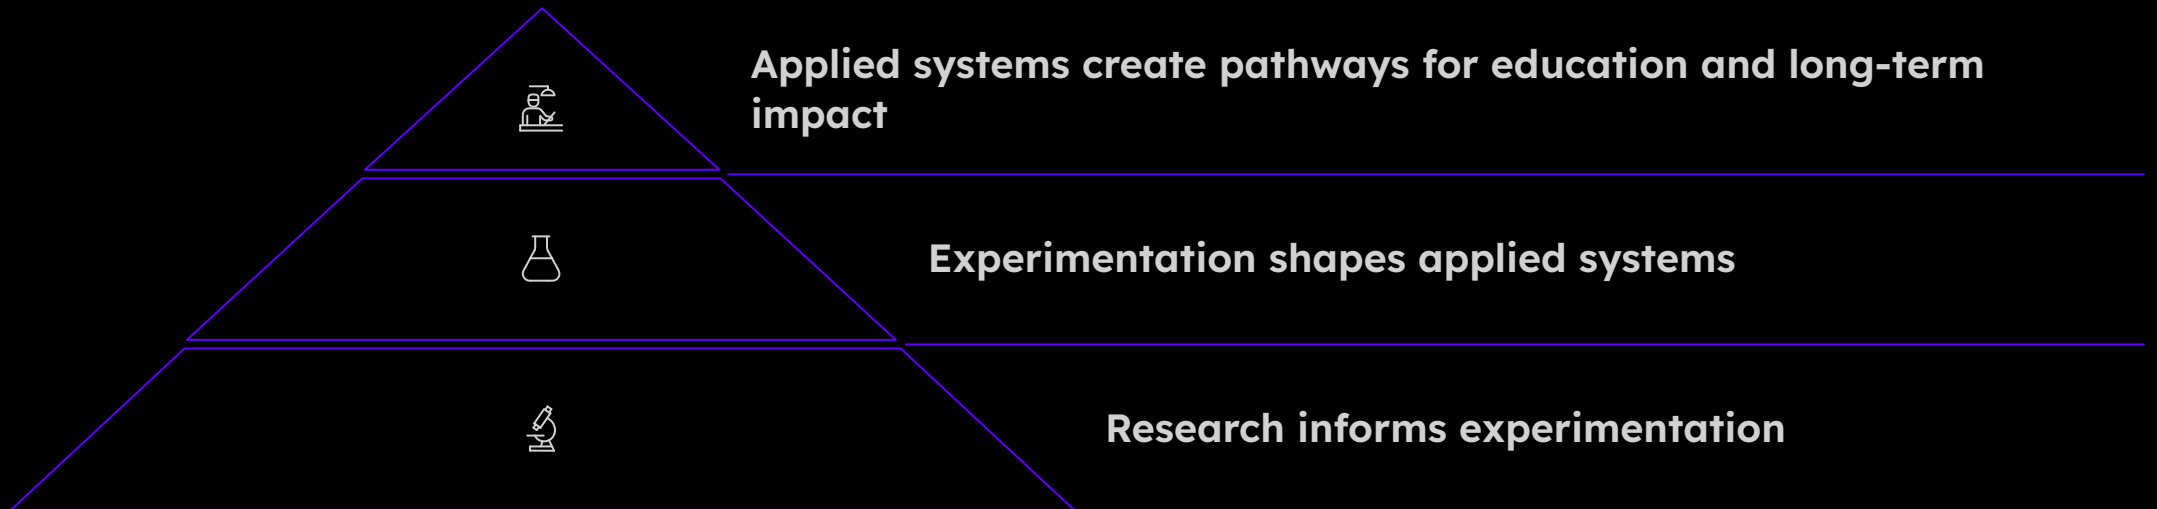 Applied systems create pathways for education and long-term
impact
Experimentation shapes applied systems
Research informs experimentation